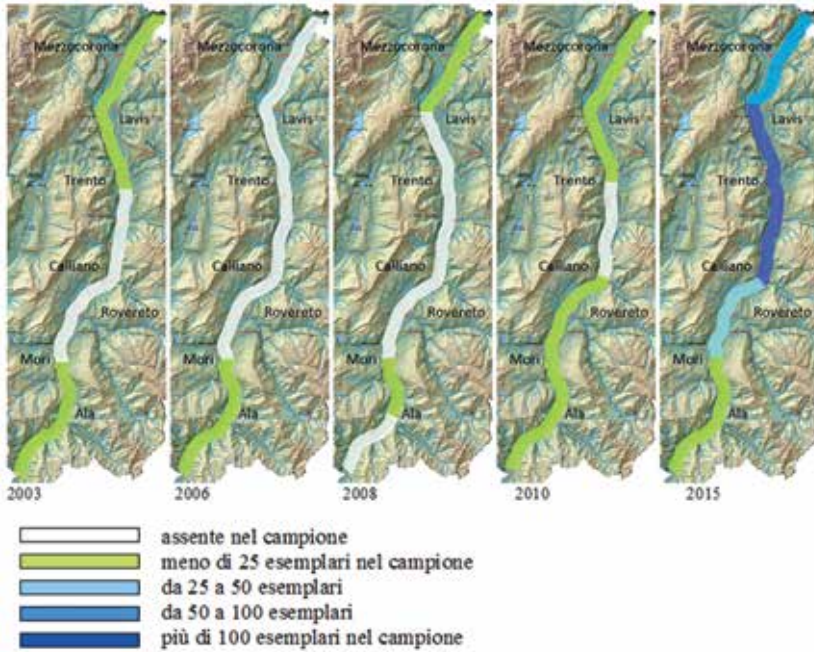 Mezzocorona
Lavis
Trento
Calliano
Rovereto
Mori
Ala
2003
Mezzocorona
Lavis
Trento
Calliano
Rovereto
Mori
Ala
2006
Mezzocorona
Lavis
Trento
Calliano
Rovereto
Mori
Ala
2008
Mezzocorona
Lavis
Trento
Calliano
Rovereto
Mori
Ala
2010
Mezzocorona
Lavis
Trento
Calliano
Rovereto
Mori
Ala
2015
assente nel campione
meno di 25 esemplari nel campione
da 25 a 50 esemplari
da 50 a 100 esemplari
più di 100 esemplari nel campione